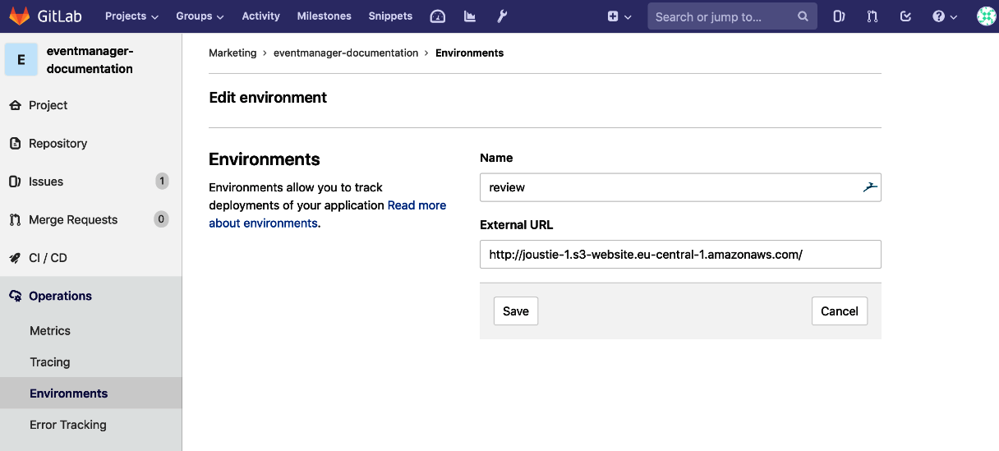 GitLab Projects Groups Activity Milestones Snippets Search or jump to...
E eventmanager-
documentation
Project
Repository
Issues 1
Merge Requests 0
CI / CD
Operations
Metrics
Tracing
Environments
Error Tracking
Marketing > eventmanager-documentation > Environments
Edit environment
Environments
Environments allow you to track
deployments of your application Read more
about environments.
Name
review
External URL
http://joustie-1.s3-website.eu-central-1.amazonaws.com/
Save Cancel